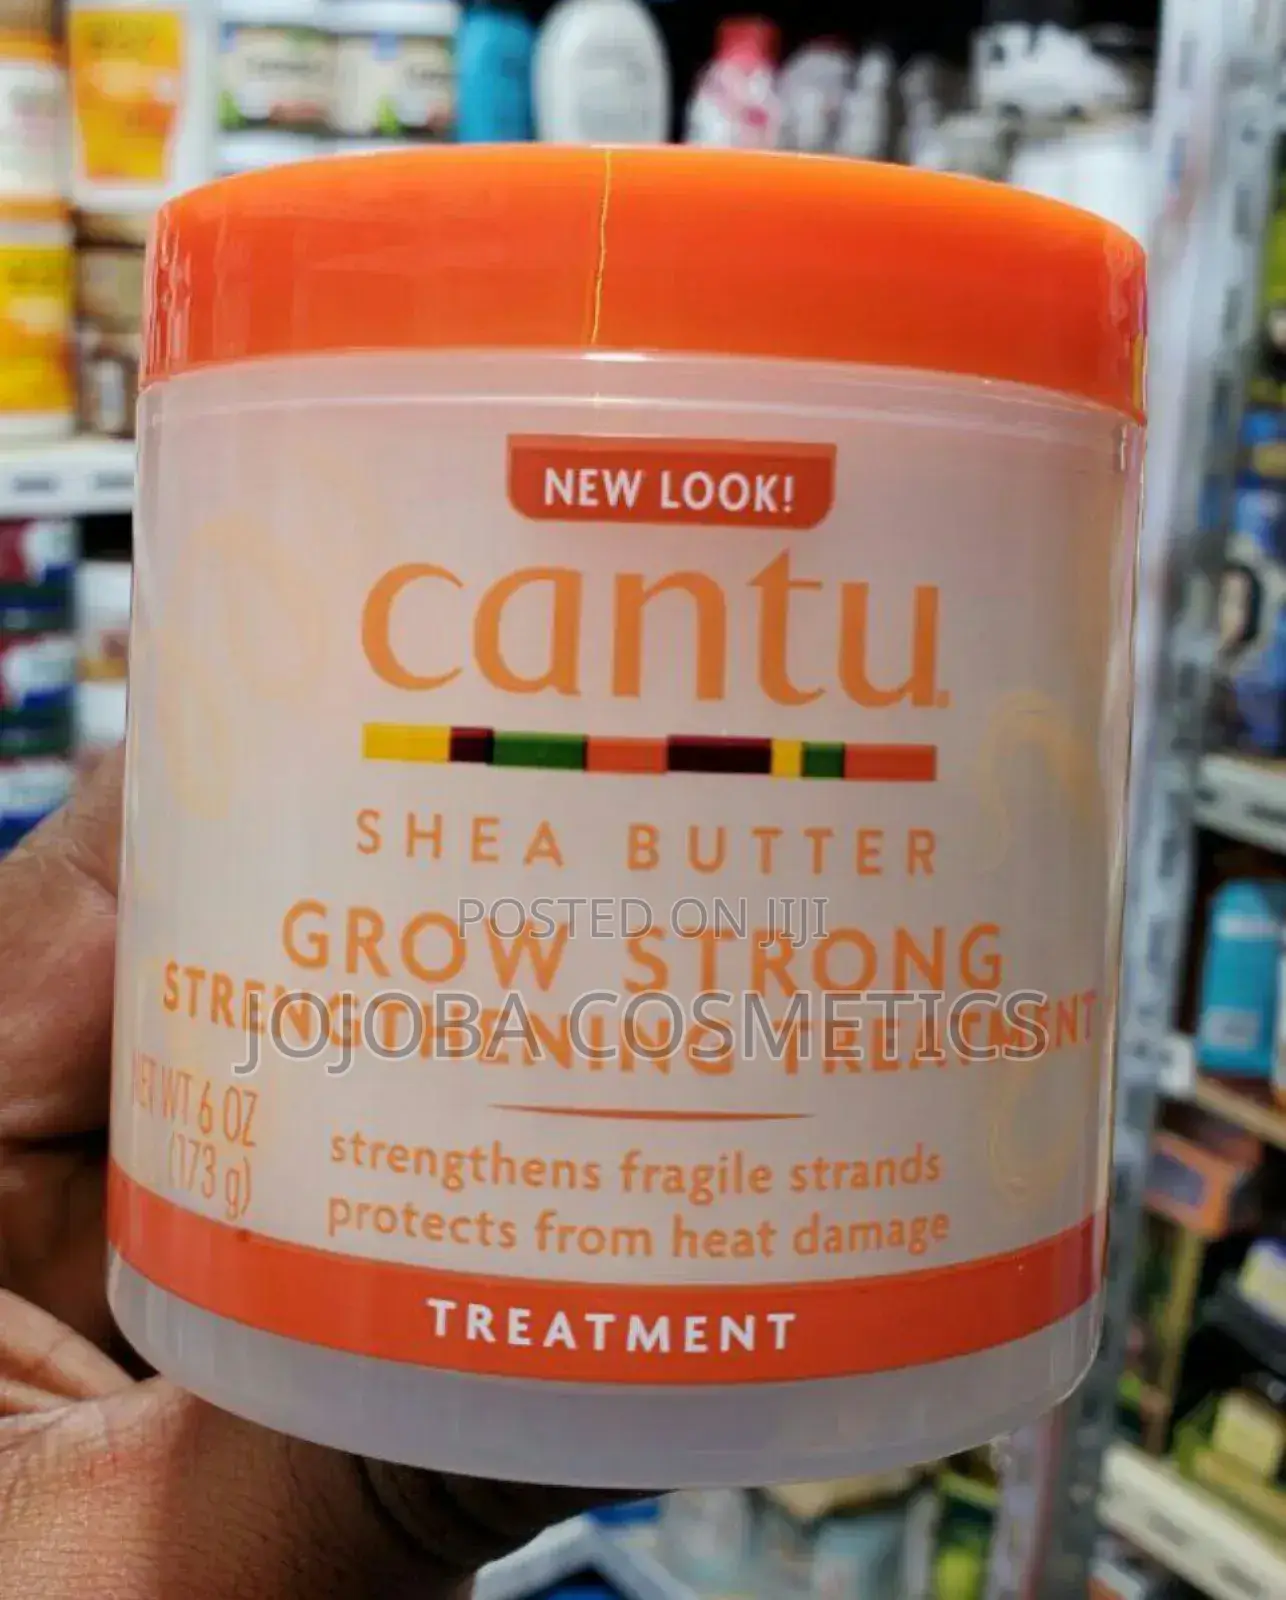 NEW LOOK!
cantu
SHEA BUTTER
GROW STRONG
POSTED ON JIJI
STRENGTHENING TREATMENT
JOJOBA COSMETICS
NET WT 6 OZ
(173 g)
strengthens fragile strands
protects from heat damage
TREATMENT